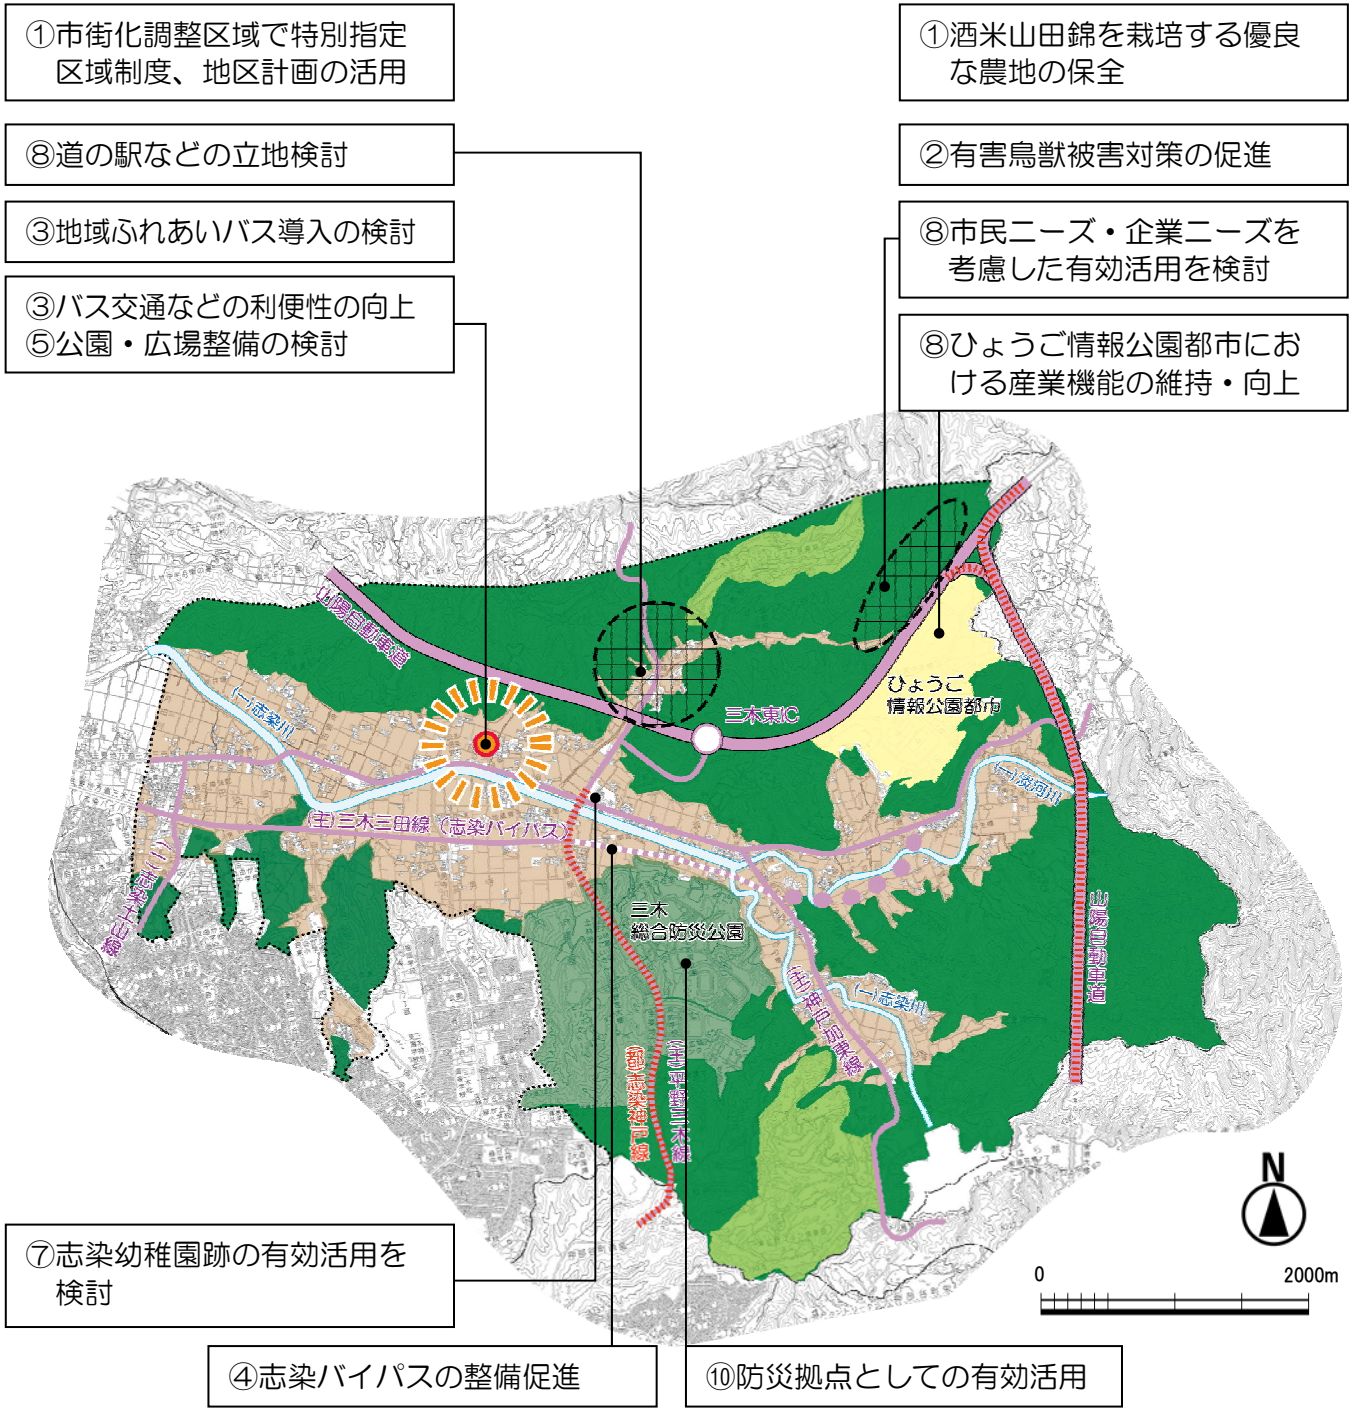 ①市街化調整区域で特別指定
区域制度、地区計画の活用
⑧道の駅などの立地検討
③地域ふれあいバス導入の検討
③バス交通などの利便性の向上
⑤公園・広場整備の検討
①酒米山田錦を栽培する優良
な農地の保全
②有害鳥獣被害対策の促進
⑧市民ニーズ・企業ニーズを
考慮した有効活用を検討
⑧ひょうご情報公園都市にお
ける産業機能の維持・向上
山陽自動車道
(一)志染川
三木東IC
ひょうご
情報公園都市
(一)淡河川
(主)三木三田線（志染バイパス）
(一)志染土山線
三木
総合防災公園
山陽自動車道
(主)神戸加東線
(一)志染川
(都)志染神戸線
(主)平野三木線
⑦志染幼稚園跡の有効活用を
検討
④志染バイパスの整備促進
⑩防災拠点としての有効活用
N
0 2000m